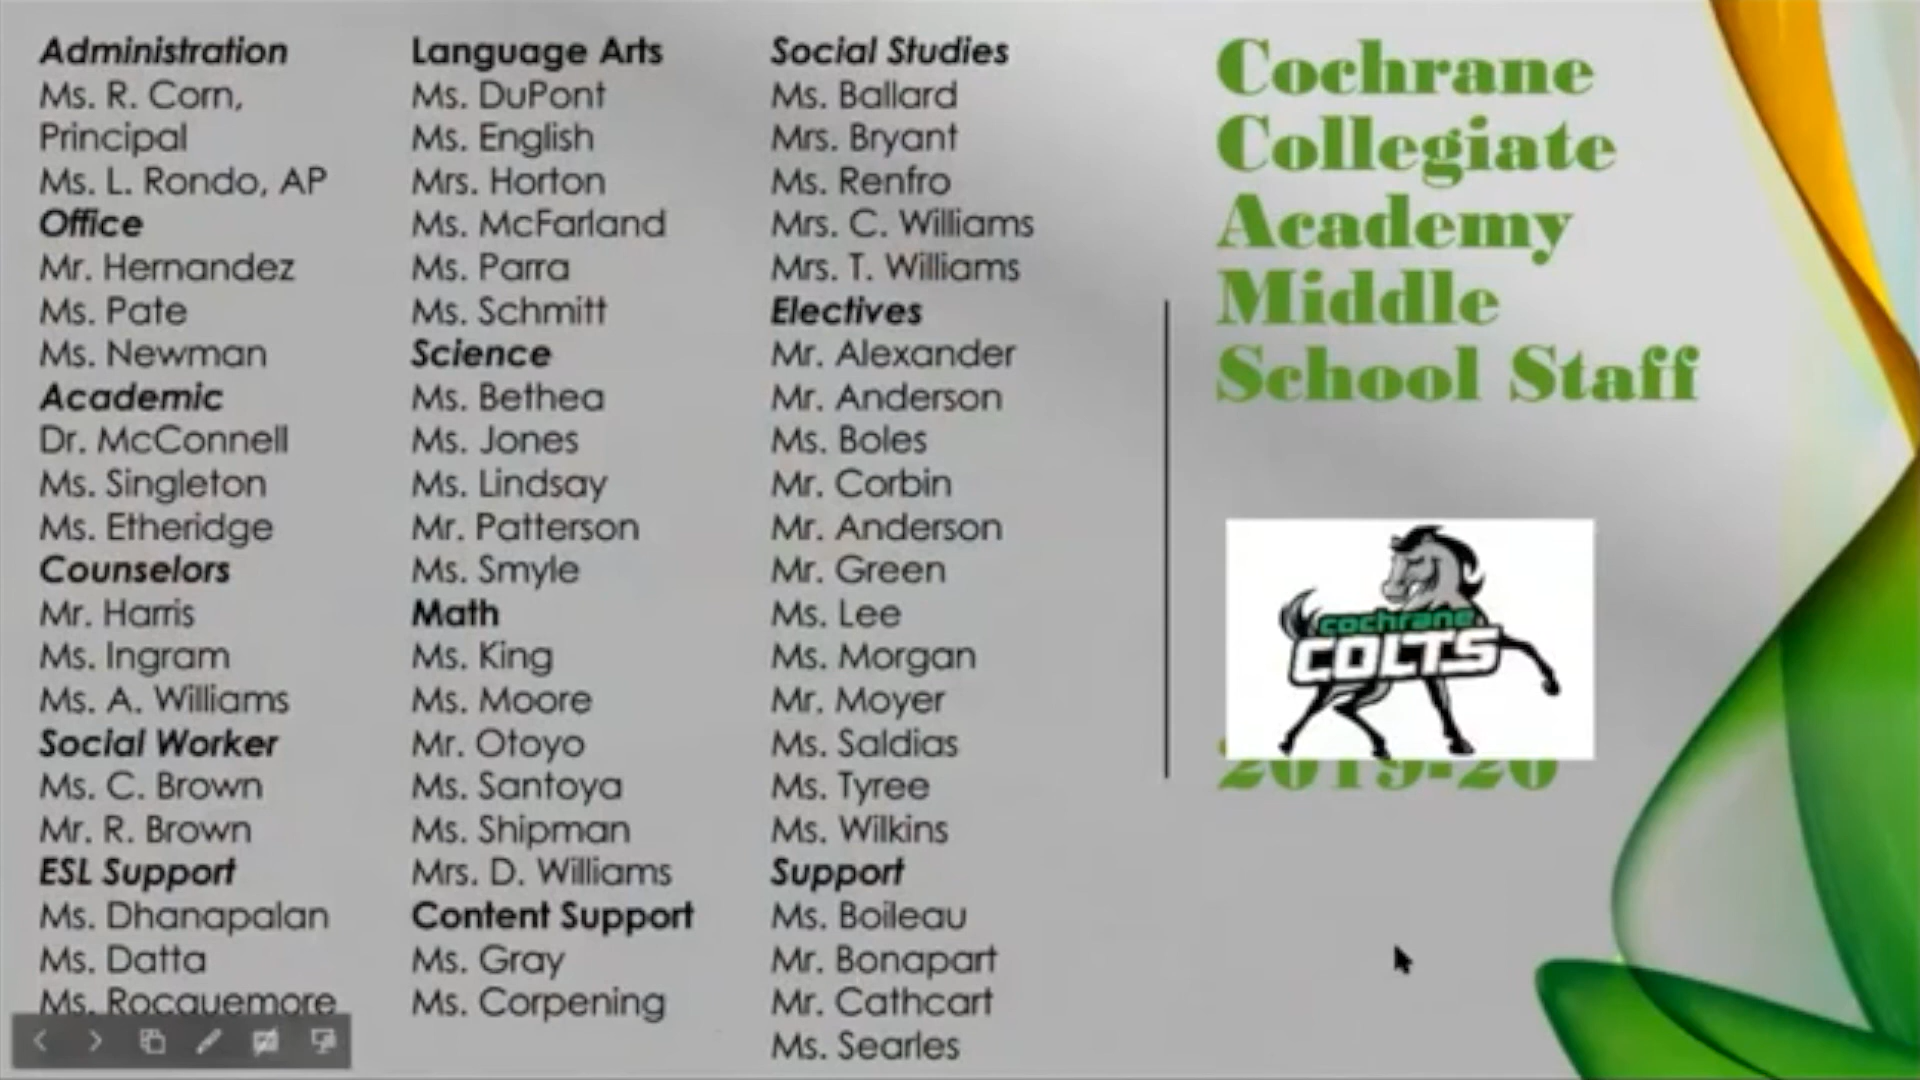 Administration
Ms. R. Corn,
Principal
Ms. L. Rondo, AP
Office
Mr. Hernandez
Ms. Pate
Ms. Newman
Academic
Dr. McConnell
Ms. Singleton
Ms. Etheridge
Counselors
Mr. Harris
Ms. Ingram
Ms. A. Williams
Social Worker
Ms. C. Brown
Mr. R. Brown
ESL Support
Ms. Dhanapalan
Ms. Datta
Ms. Rocquemore
Language Arts
Ms. DuPont
Ms. English
Mrs. Horton
Ms. McFarland
Ms. Parra
Ms. Schmitt
Science
Ms. Bethea
Ms. Jones
Ms. Lindsay
Mr. Patterson
Ms. Smyle
Math
Ms. King
Ms. Moore
Mr. Otoyo
Ms. Santoya
Ms. Shipman
Mrs. D. Williams
Content Support
Ms. Gray
Ms. Corpening
Social Studies
Ms. Ballard
Mrs. Bryant
Ms. Renfro
Mrs. C. Williams
Mrs. T. Williams
Electives
Mr. Alexander
Mr. Anderson
Ms. Boles
Mr. Corbin
Mr. Anderson
Mr. Green
Ms. Lee
Ms. Morgan
Mr. Moyer
Ms. Saldias
Ms. Tyree
Ms. Wilkins
Support
Ms. Boileau
Mr. Bonapart
Mr. Cathcart
Ms. Searles
Cochrane
Collegiate
Academy
Middle
School Staff
cochrane
COLTS
2019-20